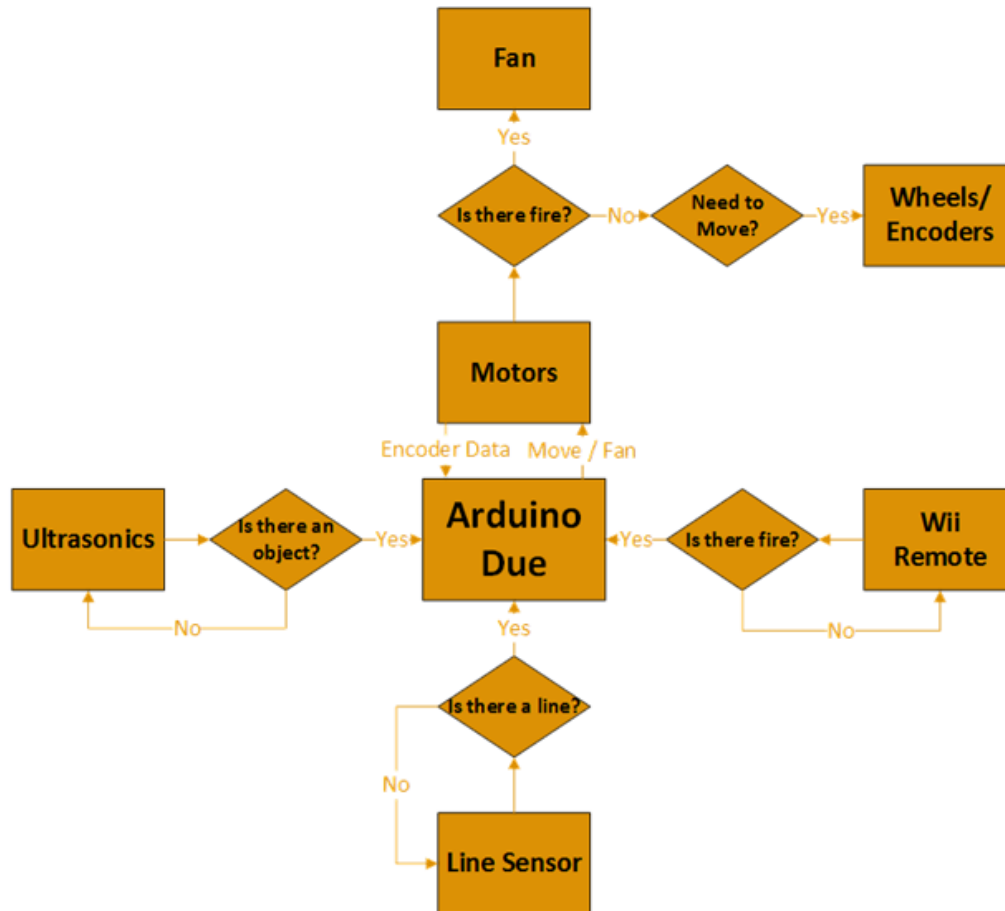 Fan
Yes
Is there fire?
No
Need to
Move?
Yes
Wheels/
Encoders
Motors
Encoder Data
Move / Fan
Ultrasonics
Is there an
object?
Yes
No
Arduino
Due
Yes
Is there fire?
No
Wii
Remote
Yes
Is there a line?
No
Line Sensor